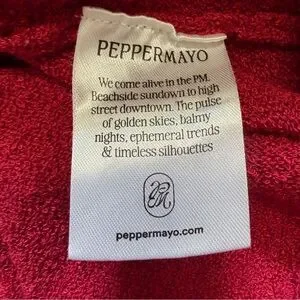 PEPPERMAYO
We come alive in the PM.
Beachside sundown to high
street downtown. The pulse
of golden skies, balmy
nights, ephemeral trends
& timeless silhouettes
PM
peppermayo.com